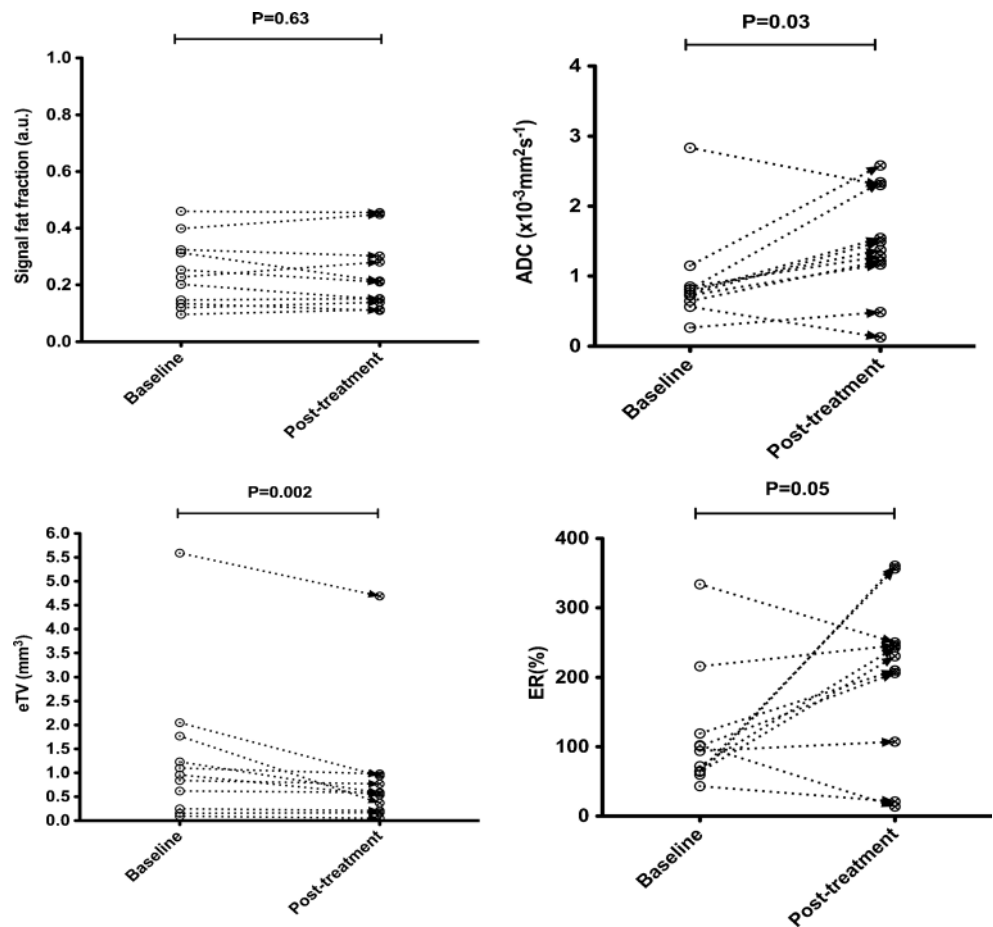 P=0.63
Signal fat fraction (a.u.)
1.0
0.8
0.6
0.4
0.2
0.0
Baseline
Post-treatment
P=0.03
ADC (x10⁻³mm²s⁻¹)
4
3
2
1
0
Baseline
Post-treatment
P=0.002
eTV (mm³)
6.0
5.5
5.0
4.5
4.0
3.5
3.0
2.5
2.0
1.5
1.0
0.5
0.0
Baseline
Post-treatment
P=0.05
ER(%)
400
300
200
100
0
Baseline
Post-treatment